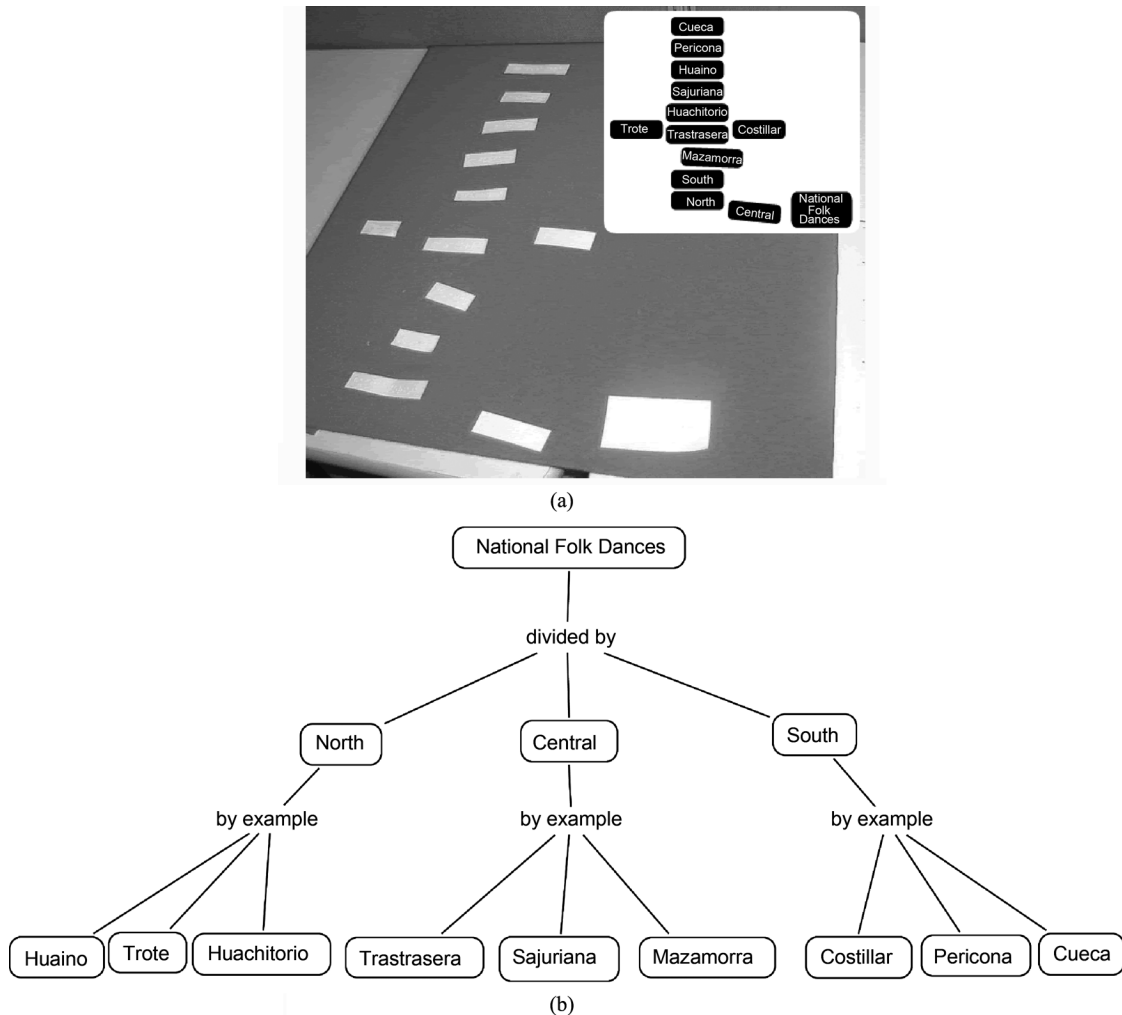 Cueca
Pericona
Huaino
Sajuriana
Huachitorio
Trote Trastrasera Costillar
Mazamorra
South
North Central National
Folk
Dances
(a)
National Folk Dances
divided by
North Central South
by example by example by example
Huaino Trote Huachitorio Trastrasera Sajuriana Mazamorra Costillar Pericona Cueca
(b)